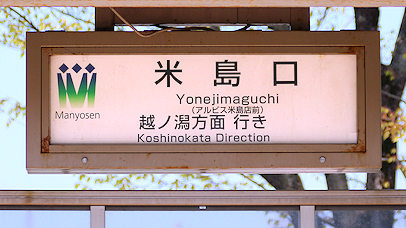 米島口
Yonejimaguchi
(アルビス米島店前)
越ノ潟方面 行き
Koshinokata Direction
Manyosen